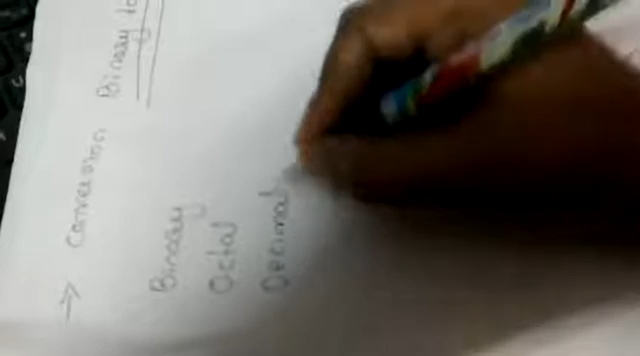 → Conversion Binary to
Binary
Octal
Decimal